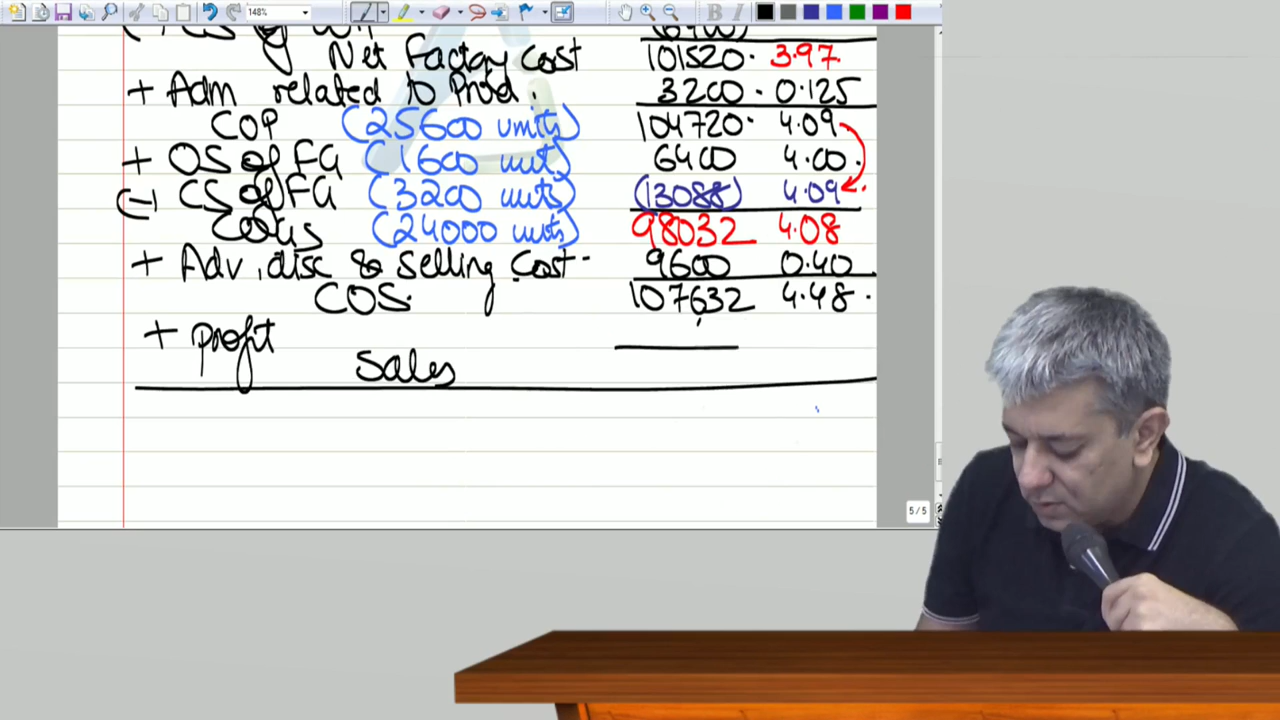 148%
B I
Net Factory Cost 101520. 3.97
+ Adm related to Prod. 3200. 0.125
COP (25600 units) 104720. 4.09
+ OS of FG (1600 unit) 6400 4.00.
(-) CS of FG (3200 units) (13088) 4.09
COGS (24000 units) 98032 4.08
+ Adv, disc & Selling Cost- 9600 0.40
COS. 107632 4.48.
+ profit
Sales
5 / 5